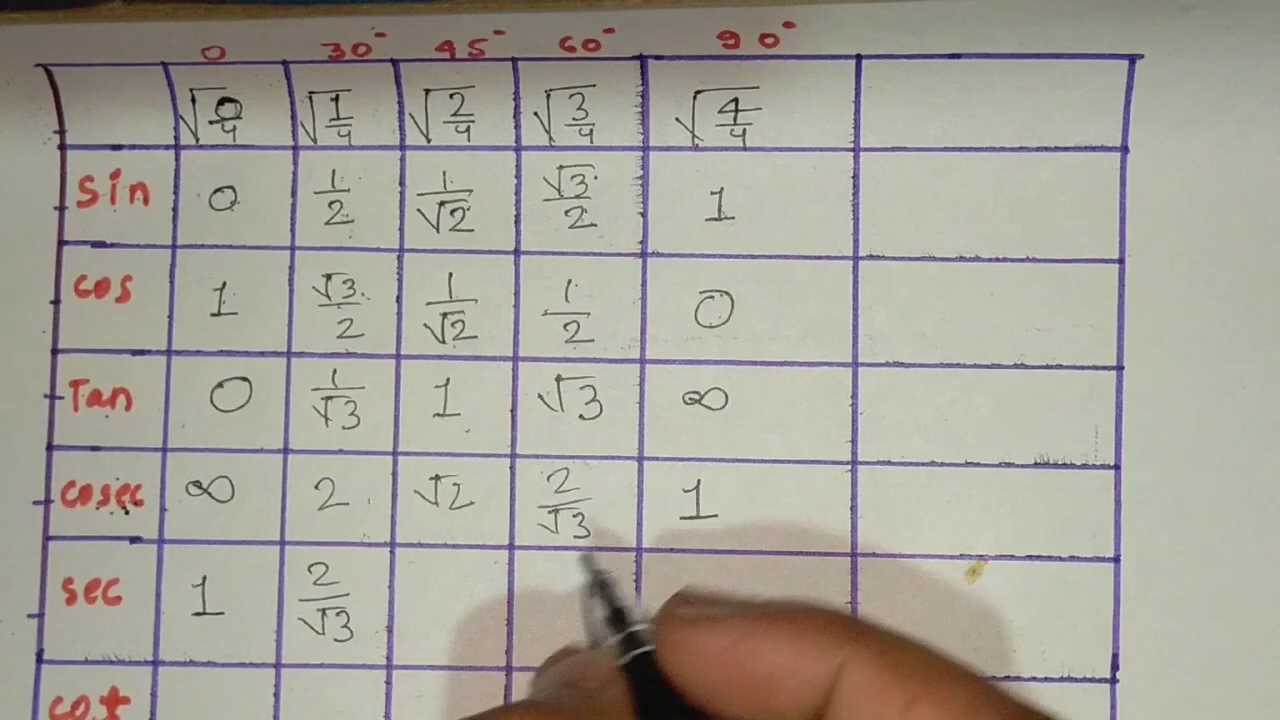 0 30° 45° 60° 90°
√0/4 √1/4 √2/4 √3/4 √4/4
Sin 0 1/2 1/√2 √3/2 1
cos 1 √3/2 1/√2 1/2 0
Tan 0 1/√3 1 √3 ∞
cosec ∞ 2 √2 2/√3 1
sec 1 2/√3
cot